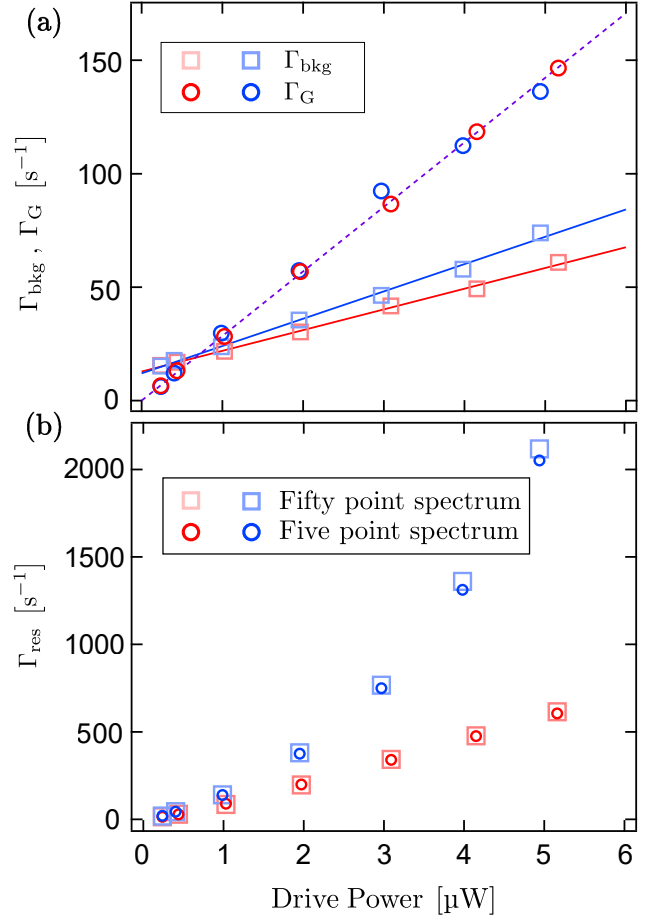 (a)
150
100
50
0
Γbkg , ΓG [s⁻¹]
Γbkg
ΓG
(b)
2000
1500
1000
500
0
Γres [s⁻¹]
Fifty point spectrum
Five point spectrum
0 1 2 3 4 5 6
Drive Power [µW]